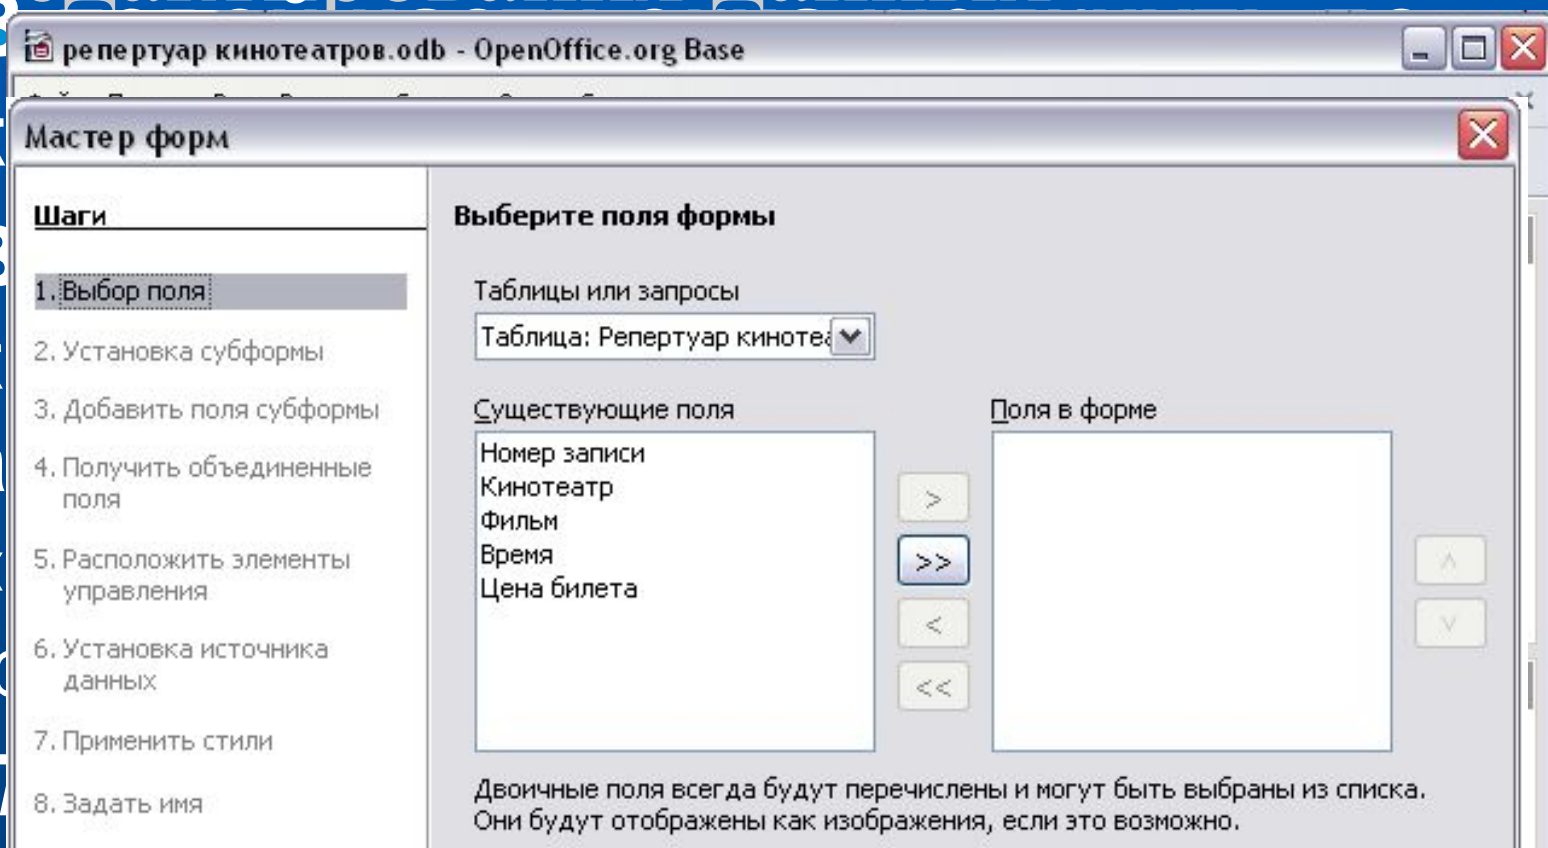 репертуар кинотеатров.odb - OpenOffice.org Base
Мастер форм
Шаги
1. Выбор поля
2. Установка субформы
3. Добавить поля субформы
4. Получить объединенные
поля
5. Расположить элементы
управления
6. Установка источника
данных
7. Применить стили
8. Задать имя
Выберите поля формы
Таблицы или запросы
Таблица: Репертуар киноте
Существующие поля
Номер записи
Кинотеатр
Фильм
Время
Цена билета
>
>>
<
<<
Поля в форме
Двоичные поля всегда будут перечислены и могут быть выбраны из списка.
Они будут отображены как изображения, если это возможно.